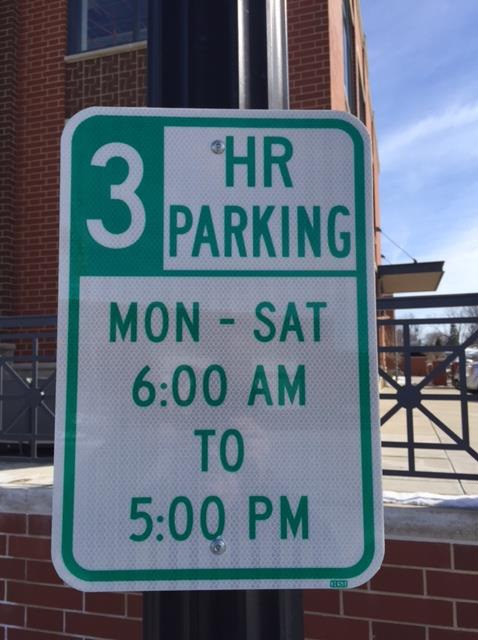 3 HR
PARKING
MON - SAT
6:00 AM
TO
5:00 PM